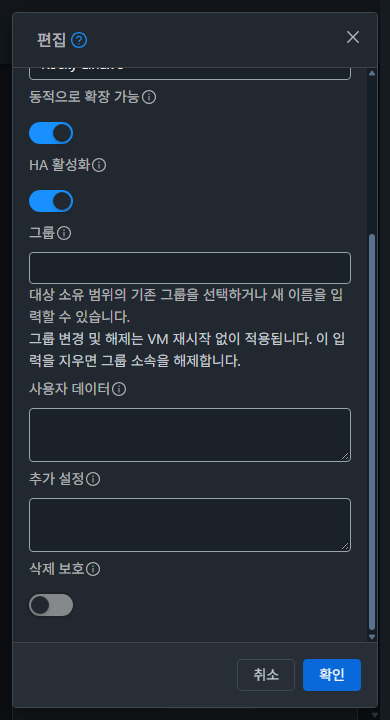 편집
동적으로 확장 가능
HA 활성화
그룹
대상 소유 범위의 기존 그룹을 선택하거나 새 이름을 입
력할 수 있습니다.
그룹 변경 및 해제는 VM 재시작 없이 적용됩니다. 이 입
력을 지우면 그룹 소속을 해제합니다.
사용자 데이터
추가 설정
삭제 보호
취소
확인